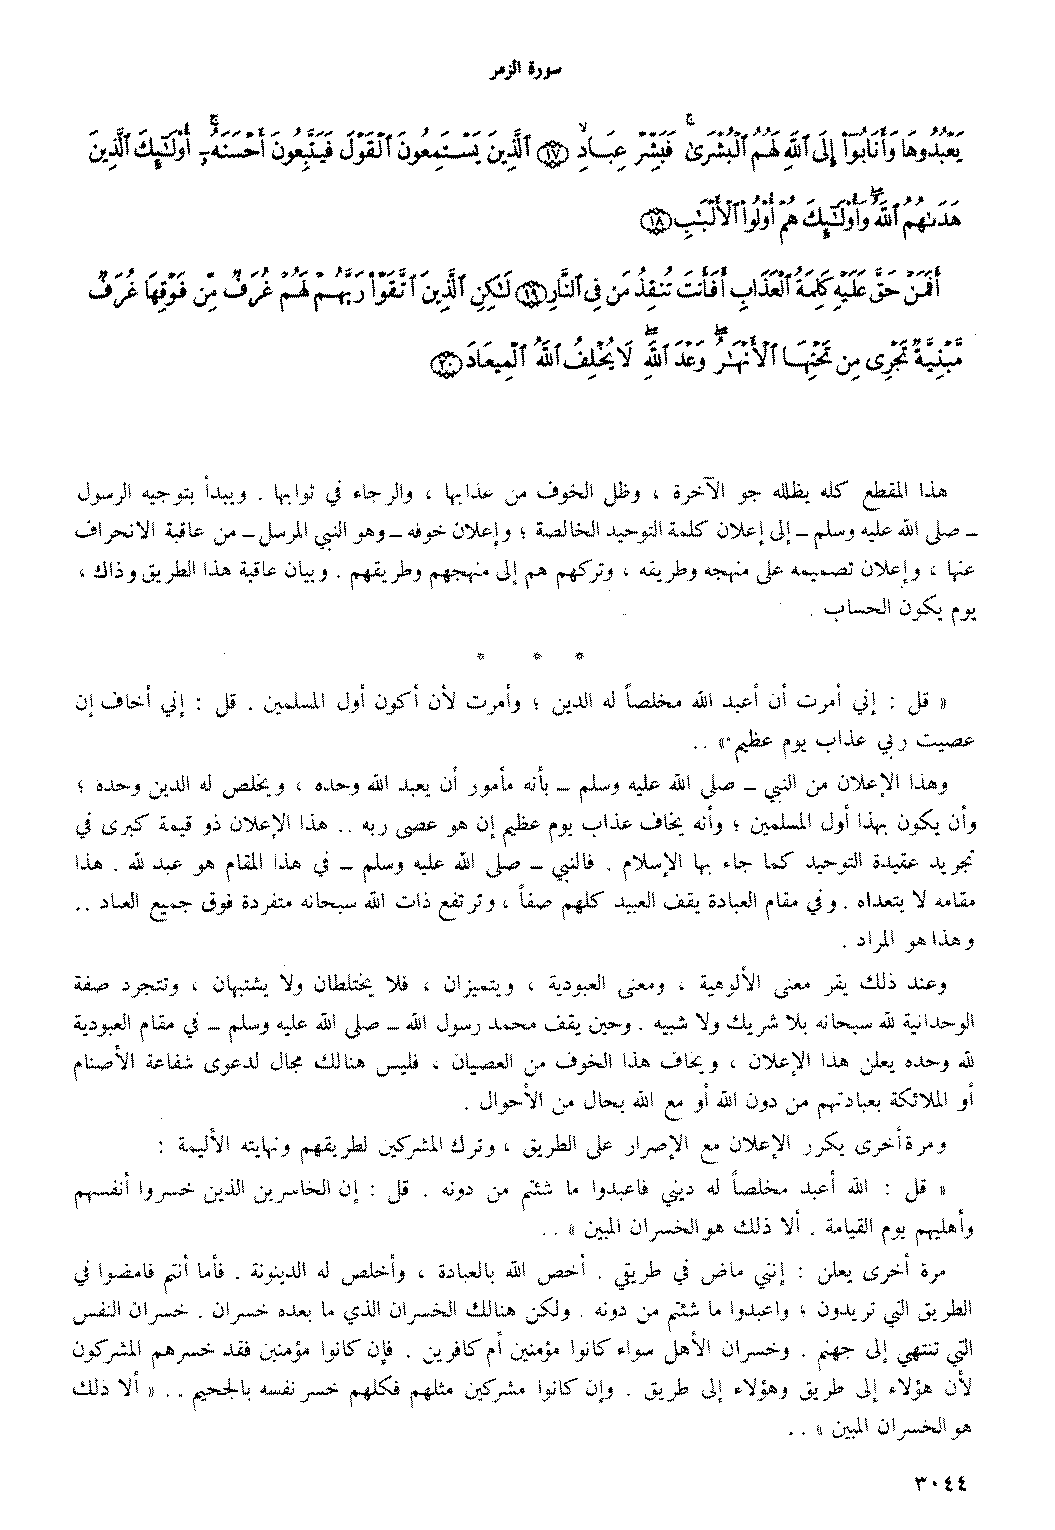 سورة الزمر
يَعْبُدُوهَا وَأَنَابُوٓا۟ إِلَى ٱللَّهِ لَهُمُ ٱلْبُشْرَىٰ ۚ فَبَشِّرْ عِبَادِ ۙ ﴿١٧﴾ ٱلَّذِينَ يَسْتَمِعُونَ ٱلْقَوْلَ فَيَتَّبِعُونَ أَحْسَنَهُۥٓ ۚ أُو۟لَٰٓئِكَ ٱلَّذِينَ
هَدَىٰهُمُ ٱللَّهُ ۖ وَأُو۟لَٰٓئِكَ هُمْ أُو۟لُوا۟ ٱلْأَلْبَٰبِ ﴿١٨﴾
أَفَمَنْ حَقَّ عَلَيْهِ كَلِمَةُ ٱلْعَذَابِ أَفَأَنتَ تُنقِذُ مَن فِى ٱلنَّارِ ﴿١٩﴾ لَٰكِنِ ٱلَّذِينَ ٱتَّقَوْا۟ رَبَّهُمْ لَهُمْ غُرَفٌ مِّن فَوْقِهَا غُرَفٌ
مَّبْنِيَّةٌ تَجْرِى مِن تَحْتِهَا ٱلْأَنْهَٰرُ ۖ وَعْدَ ٱللَّهِ ۖ لَا يُخْلِفُ ٱللَّهُ ٱلْمِيعَادَ ﴿٢٠﴾
هذا المقطع كله يظلله جو الآخرة ، وظل الخوف من عذابها ، والرجاء في ثوابها . ويبدأ بتوجيه الرسول
ـ صلى الله عليه وسلم ـ إلى إعلان كلمة التوحيد الخالصة ؛ وإعلان خوفه ـ وهو النبي المرسل ـ من عاقبة الانحراف
عنها ، وإعلان تصميمه على منهجه وطريقه ، وتركهم هم إلى منهجهم وطريقهم . وبيان عاقبة هذا الطريق وذاك ،
يوم يكون الحساب .
* * *
« قل : إني أمرت أن أعبد الله مخلصاً له الدين ؛ وأمرت لأن أكون أول المسلمين . قل : إني أخاف إن
عصيت ربي عذاب يوم عظيم » ..
وهذا الإعلان من النبي ـ صلى الله عليه وسلم ـ بأنه مأمور أن يعبد الله وحده ، ويخلص له الدين وحده ؛
وأن يكون بهذا أول المسلمين ؛ وأنه يخاف عذاب يوم عظيم إن هو عصى ربه .. هذا الإعلان ذو قيمة كبرى في
تجريد عقيدة التوحيد كما جاء بها الإسلام . فالنبي ـ صلى الله عليه وسلم ـ في هذا المقام هو عبد لله . هذا
مقامه لا يتعداه . وفي مقام العبادة يقف العبيد كلهم صفاً ، وترتفع ذات الله سبحانه متفردة فوق جميع العباد ..
وهذا هو المراد .
وعند ذلك يقر معنى الألوهية ، ومعنى العبودية ، ويتميزان ، فلا يختلطان ولا يشتبهان ، وتتجرد صفة
الوحدانية لله سبحانه بلا شريك ولا شبيه . وحين يقف محمد رسول الله ـ صلى الله عليه وسلم ـ في مقام العبودية
لله وحده يعلن هذا الإعلان ، ويخاف هذا الخوف من العصيان ، فليس هنالك مجال لدعوى شفاعة الأصنام
أو الملائكة بعبادتهم من دون الله أو مع الله بحال من الأحوال .
ومرة أخرى يكرر الإعلان مع الإصرار على الطريق ، وترك المشركين لطريقهم ونهايته الأليمة :
« قل : الله أعبد مخلصاً له ديني فاعبدوا ما شئتم من دونه . قل : إن الخاسرين الذين خسروا أنفسهم
وأهليهم يوم القيامة . ألا ذلك هو الخسران المبين » ..
مرة أخرى يعلن : إنني ماض في طريقي . أخص الله بالعبادة ، وأخلص له الدينونة . فأما أنتم فامضوا في
الطريق التي تريدون ؛ واعبدوا ما شئتم من دونه . ولكن هنالك الخسران الذي ما بعده خسران . خسران النفس
التي تنتهي إلى جهنم . وخسران الأهل سواء كانوا مؤمنين أم كافرين . فإن كانوا مؤمنين فقد خسرهم المشركون
لأن هؤلاء إلى طريق وهؤلاء إلى طريق . وإن كانوا مشركين مثلهم فكلهم خسر نفسه بالجحيم .. « ألا ذلك
هو الخسران المبين » ..
٣٠٤٤